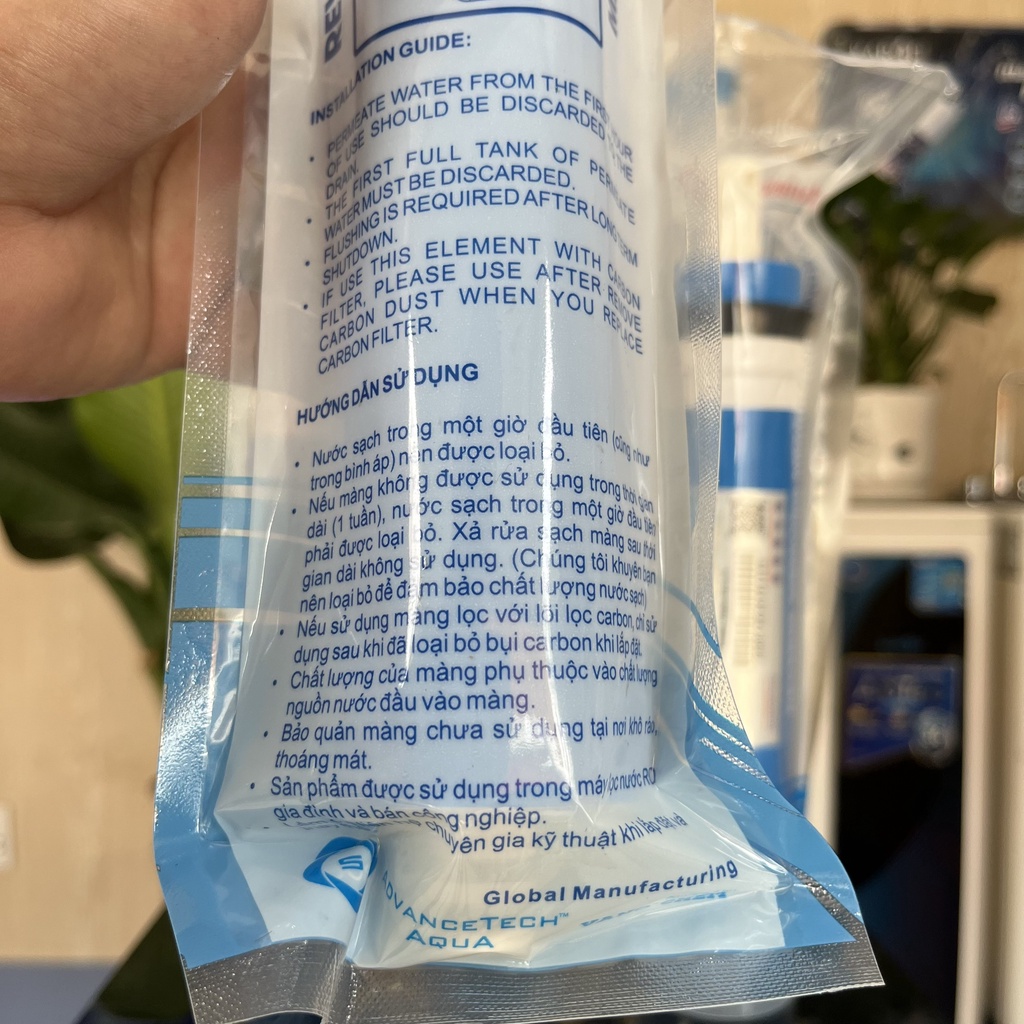 INSTALLATION GUIDE:
• PERMEATE WATER FROM THE FIRST HOUR
OF USE SHOULD BE DISCARDED TO THE
DRAIN.
• THE FIRST FULL TANK OF PERMEATE
WATER MUST BE DISCARDED.
• FLUSHING IS REQUIRED AFTER LONG TERM
SHUTDOWN.
• IF USE THIS ELEMENT WITH CARBON
FILTER, PLEASE USE AFTER REMOVE
CARBON DUST WHEN YOU REPLACE
CARBON FILTER.
HƯỚNG DẪN SỬ DỤNG
• Nước sạch trong một giờ đầu tiên (cũng như
trong bình áp) nên được loại bỏ.
• Nếu màng không được sử dụng trong thời gian
dài (1 tuần), nước sạch trong một giờ đầu tiên
phải được loại bỏ. Xả rửa sạch màng sau thời
gian dài không sử dụng. (Chúng tôi khuyên bạn
nên loại bỏ để đảm bảo chất lượng nước sạch)
• Nếu sử dụng màng lọc với lõi lọc carbon, chỉ sử
dụng sau khi đã loại bỏ bụi carbon khi lắp đặt.
• Chất lượng của màng phụ thuộc vào chất lượng
nguồn nước đầu vào màng.
• Bảo quản màng chưa sử dụng tại nơi khô ráo,
thoáng mát.
• Sản phẩm được sử dụng trong máy lọc nước RO
gia đình và bán công nghiệp.
chuyên gia kỹ thuật khi lắp đặt và
Global Manufacturing
ADVANCETECH™
AQUA